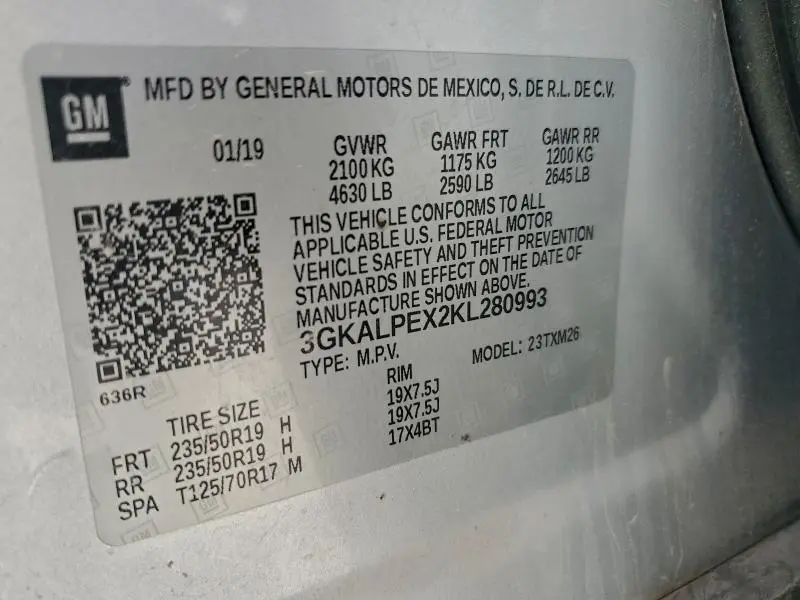 GM® MFD BY GENERAL MOTORS DE MEXICO, S. DE R.L. DE C.V.
01/19 GVWR GAWR FRT GAWR RR
2100 KG 1175 KG 1200 KG
4630 LB 2590 LB 2645 LB
THIS VEHICLE CONFORMS TO ALL
APPLICABLE U.S. FEDERAL MOTOR
VEHICLE SAFETY AND THEFT PREVENTION
STANDARDS IN EFFECT ON THE DATE OF
MANUFACTURE SHOWN ABOVE.
3GKALPEX2KL280993
TYPE: M.P.V. MODEL: 23TXM26
636R
TIRE SIZE RIM
FRT 235/50R19 H 19X7.5J
RR 235/50R19 H 19X7.5J
SPA T125/70R17 M 17X4BT